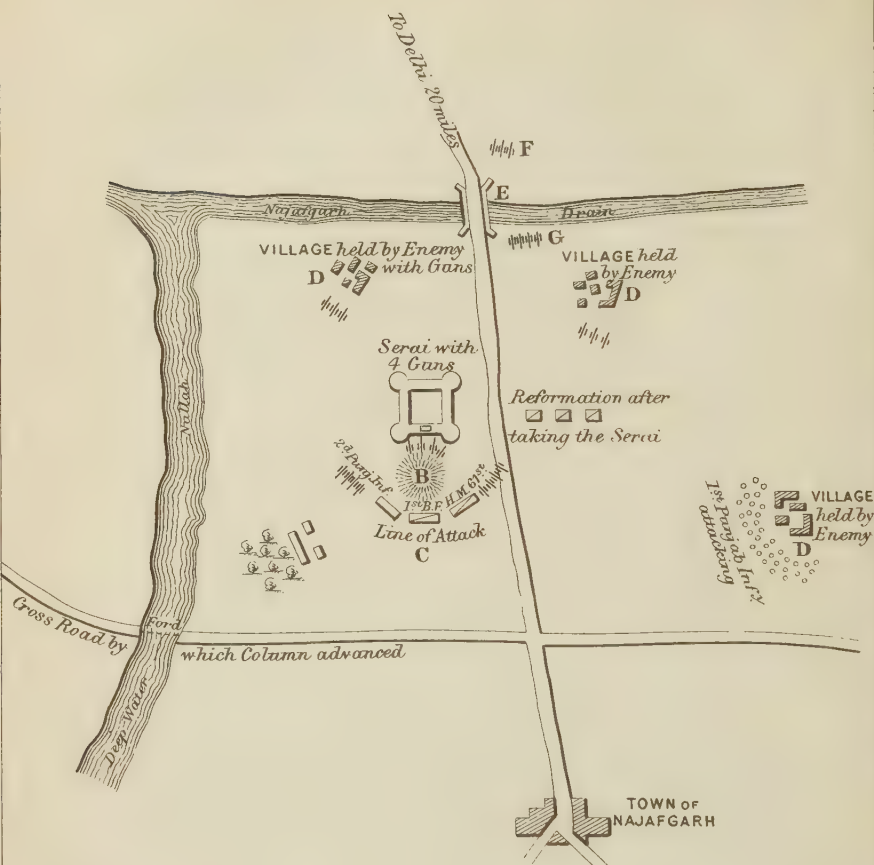 To Delhi 20 miles
F
E
Najafgarh Drain
G
VILLAGE held by Enemy
with Guns
D
VILLAGE held
by Enemy
D
Serai with
4 Guns
Nullah
Reformation after
taking the Serai
2d. Punj. Inf.
B
1st B.F.
H.M. 61st
Line of Attack
C
1st Punjab Infy
attacking
VILLAGE
held by
Enemy
D
Cross Road by
Ford
which Column advanced
Deep Water
TOWN OF
NAJAFGARH